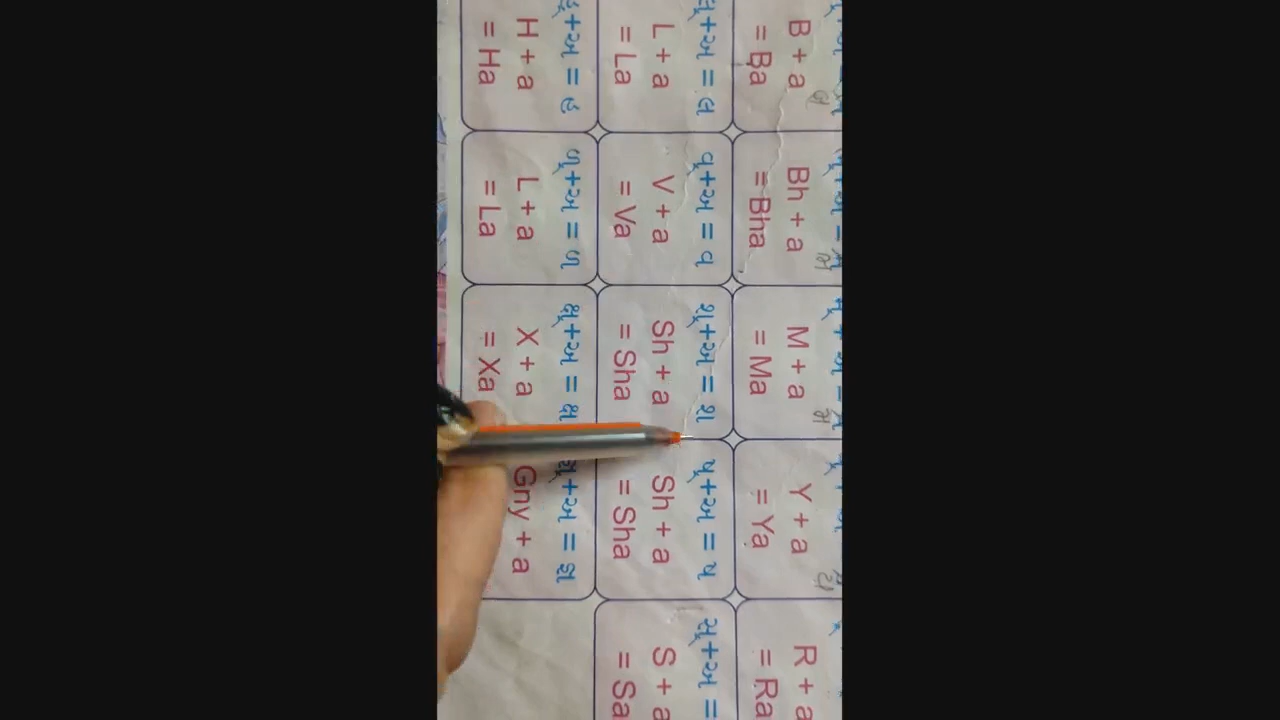 B + a
= Ba
બ
Bh + a
= Bha
ભ
M + a
= Ma
મ
Y + a
= Ya
ય
R + a
= Ra
લ્+અ = લ
L + a
= La
વ્+અ = વ
V + a
= Va
શ્+અ = શ
Sh + a
= Sha
ષ્+અ = ષ
Sh + a
= Sha
સ્+અ =
S + a
= Sa
હ્+અ = હ
H + a
= Ha
ળ્+અ = ળ
L + a
= La
ક્ષ્+અ = ક્ષ
X + a
= Xa
જ્ઞ્+અ = જ્ઞ
Gny + a